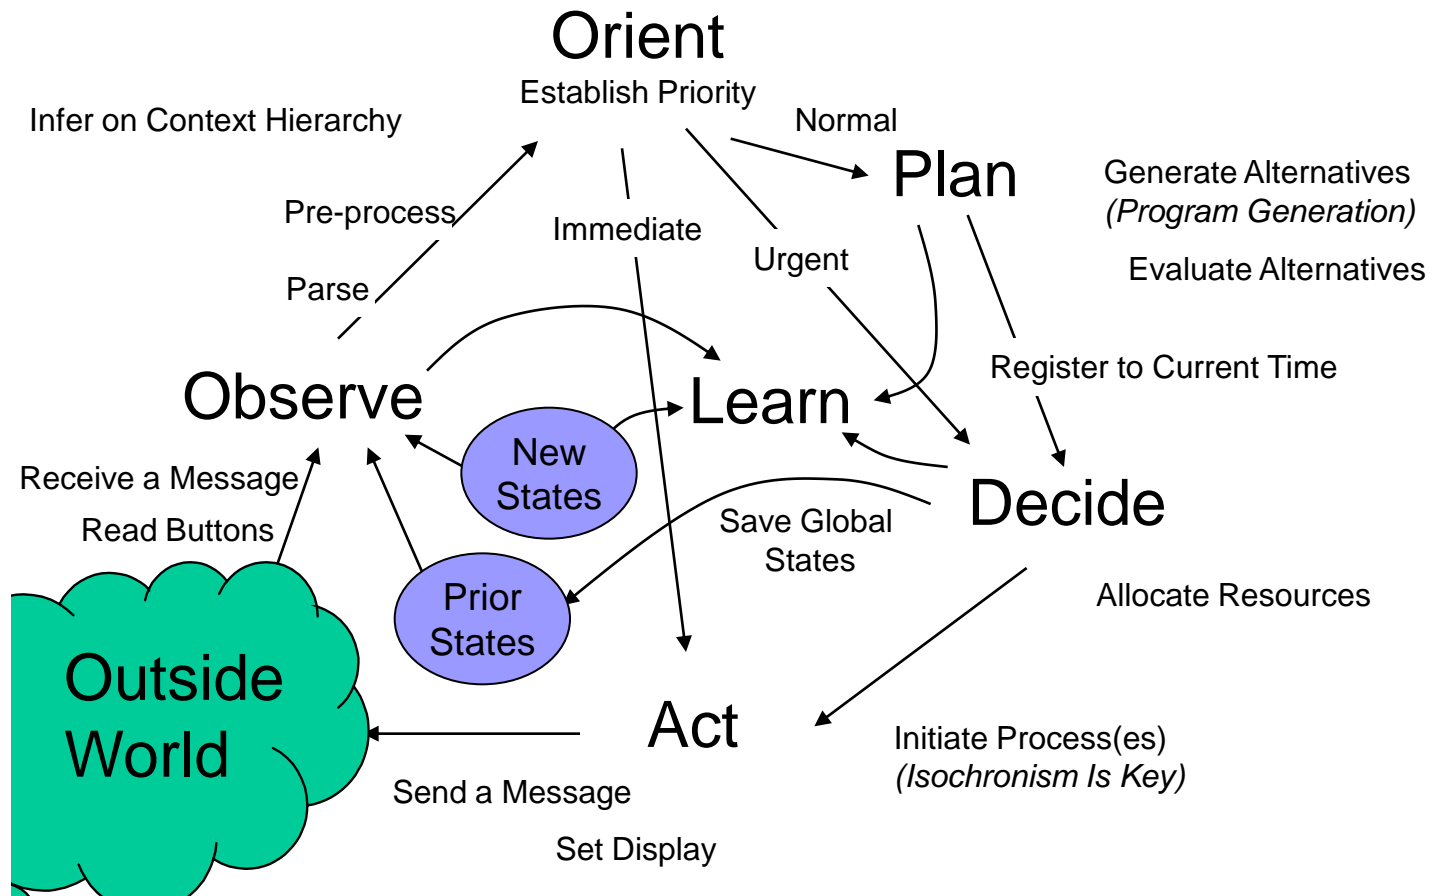 Orient
Establish Priority
Infer on Context Hierarchy
Normal
Plan
Generate Alternatives
(Program Generation)
Pre-process
Immediate
Urgent
Evaluate Alternatives
Parse
Register to Current Time
Observe
Learn
New
States
Receive a Message
Read Buttons
Decide
Save Global
States
Prior
States
Allocate Resources
Outside
World
Act
Initiate Process(es)
(Isochronism Is Key)
Send a Message
Set Display